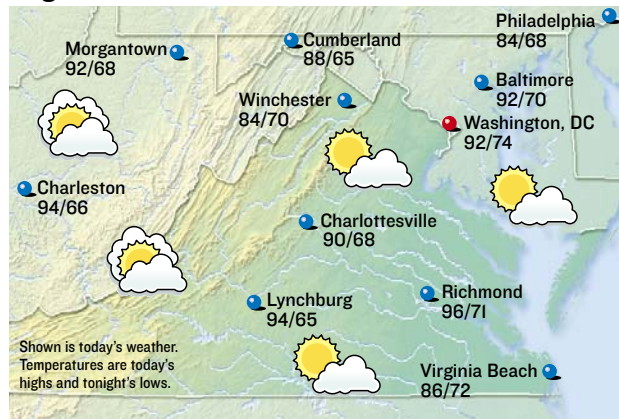 Philadelphia
84/68
Morgantown
92/68
Cumberland
88/65
Baltimore
92/70
Winchester
84/70
Washington, DC
92/74
Charleston
94/66
Charlottesville
90/68
Lynchburg
94/65
Richmond
96/71
Shown is today's weather.
Temperatures are today's
highs and tonight's lows.
Virginia Beach
86/72